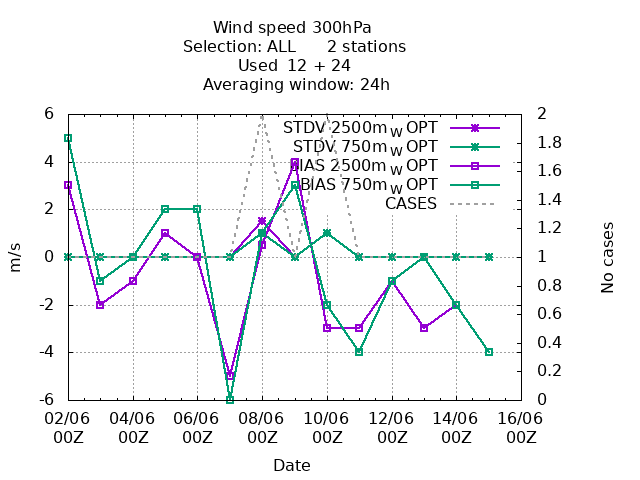 Wind speed 300hPa
Selection: ALL 2 stations
Used 12 + 24
Averaging window: 24h
STDV 2500m w OPT
STDV 750m w OPT
BIAS 2500m w OPT
BIAS 750m w OPT
CASES
6
4
2
0
-2
-4
-6
m/s
2
1.8
1.6
1.4
1.2
1
0.8
0.6
0.4
0.2
0
No cases
02/06 04/06 06/06 08/06 10/06 12/06 14/06 16/06
00Z 00Z 00Z 00Z 00Z 00Z 00Z 00Z
Date